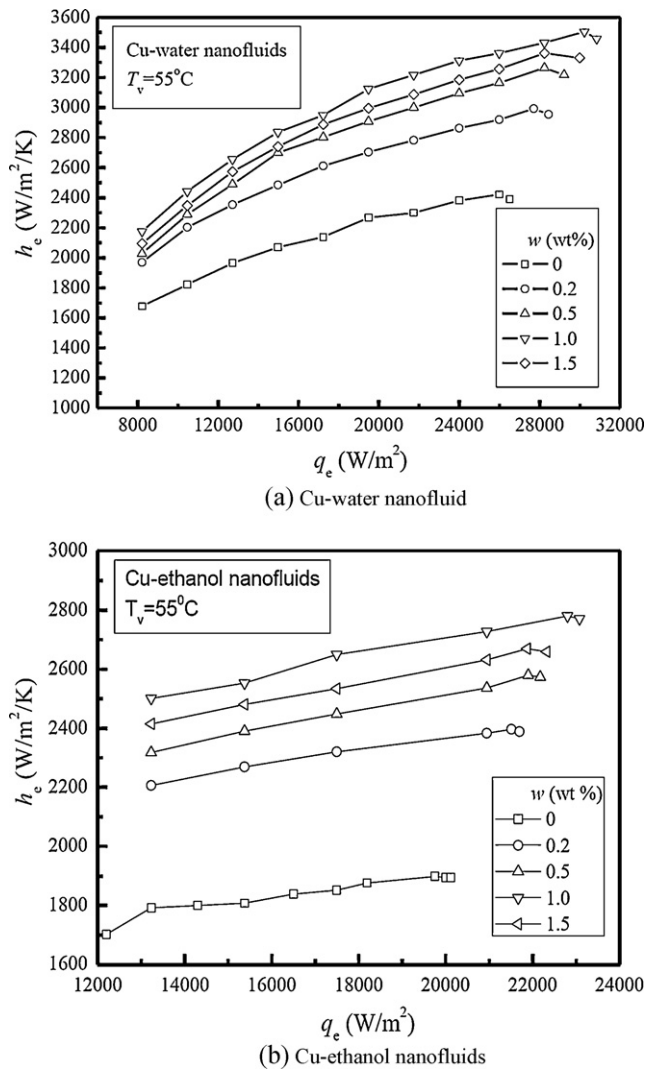 3600
3400
3200
3000
2800
2600
2400
2200
2000
1800
1600
1400
1200
1000
hₑ (W/m²/K)
Cu-water nanofluids
Tᵥ=55°C
w (wt%)
0
0.2
0.5
1.0
1.5
8000 12000 16000 20000 24000 28000 32000
qₑ (W/m²)
(a) Cu-water nanofluid
3000
2800
2600
2400
2200
2000
1800
1600
hₑ (W/m²/K)
Cu-ethanol nanofluids
Tᵥ=55⁰C
w (wt %)
0
0.2
0.5
1.0
1.5
12000 14000 16000 18000 20000 22000 24000
qₑ (W/m²)
(b) Cu-ethanol nanofluids